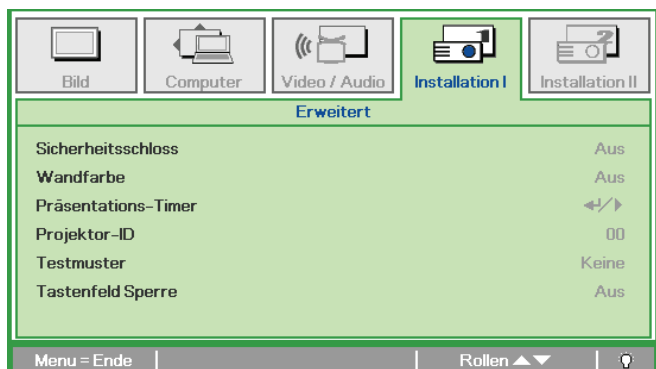 Bild Computer Video / Audio Installation I Installation II
Erweitert
Sicherheitsschloss Aus
Wandfarbe Aus
Präsentations-Timer
Projektor-ID 00
Testmuster Keine
Tastenfeld Sperre Aus
Menu = Ende Rollen